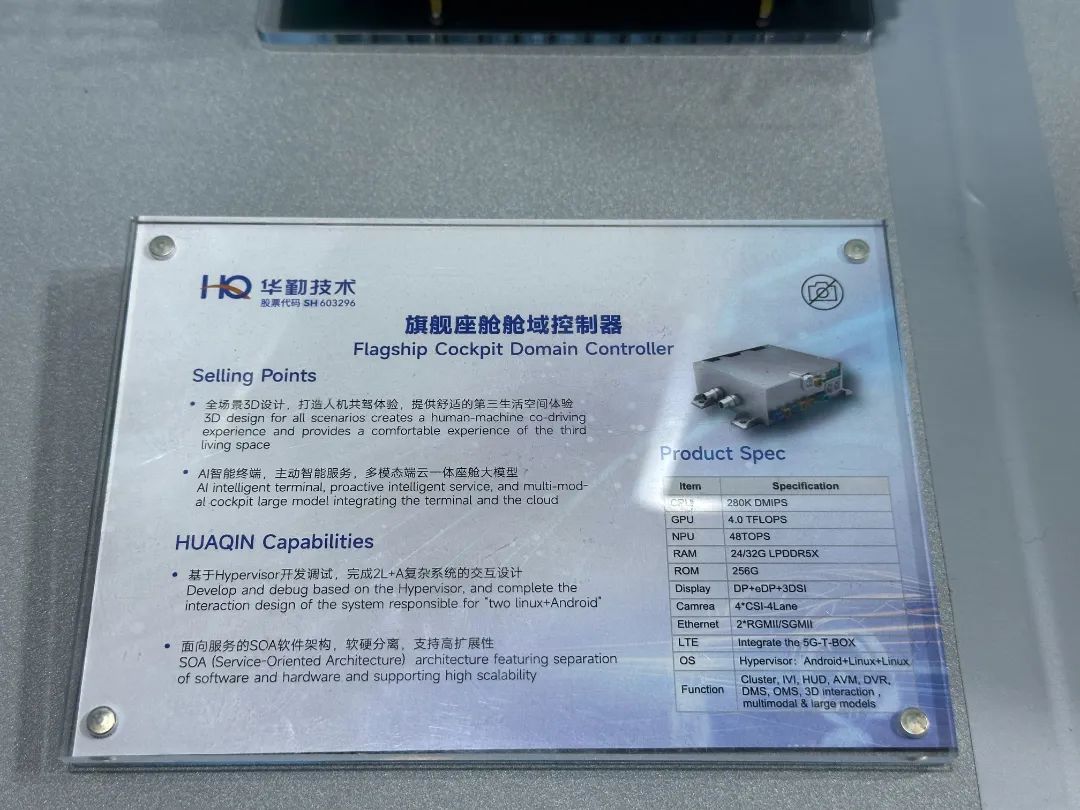 HQ 华勤技术
股票代码 SH 603296
旗舰座舱舱域控制器
Flagship Cockpit Domain Controller
Selling Points
• 全场景3D设计，打造人机共驾体验，提供舒适的第三生活空间体验
3D design for all scenarios creates a human-machine co-driving
experience and provides a comfortable experience of the third
living space
• AI智能终端，主动智能服务，多模态端云一体座舱大模型
AI intelligent terminal, proactive intelligent service, and multi-mod-
al cockpit large model integrating the terminal and the cloud
HUAQIN Capabilities
• 基于Hypervisor开发调试，完成2L+A复杂系统的交互设计
Develop and debug based on the Hypervisor, and complete the
interaction design of the system responsible for "two linux+Android"
• 面向服务的SOA软件架构，软硬分离，支持高扩展性
SOA (Service-Oriented Architecture) architecture featuring separation
of software and hardware and supporting high scalability
Product Spec
Item Specification
CPU 280K DMIPS
GPU 4.0 TFLOPS
NPU 48TOPS
RAM 24/32G LPDDR5X
ROM 256G
Display DP+eDP+3DSI
Camrea 4*CSI-4Lane
Ethernet 2*RGMII/SGMII
LTE Integrate the 5G-T-BOX
OS Hypervisor：Android+Linux+Linux
Function Cluster, IVI, HUD, AVM, DVR,
DMS, OMS, 3D interaction ,
multimodal & large models